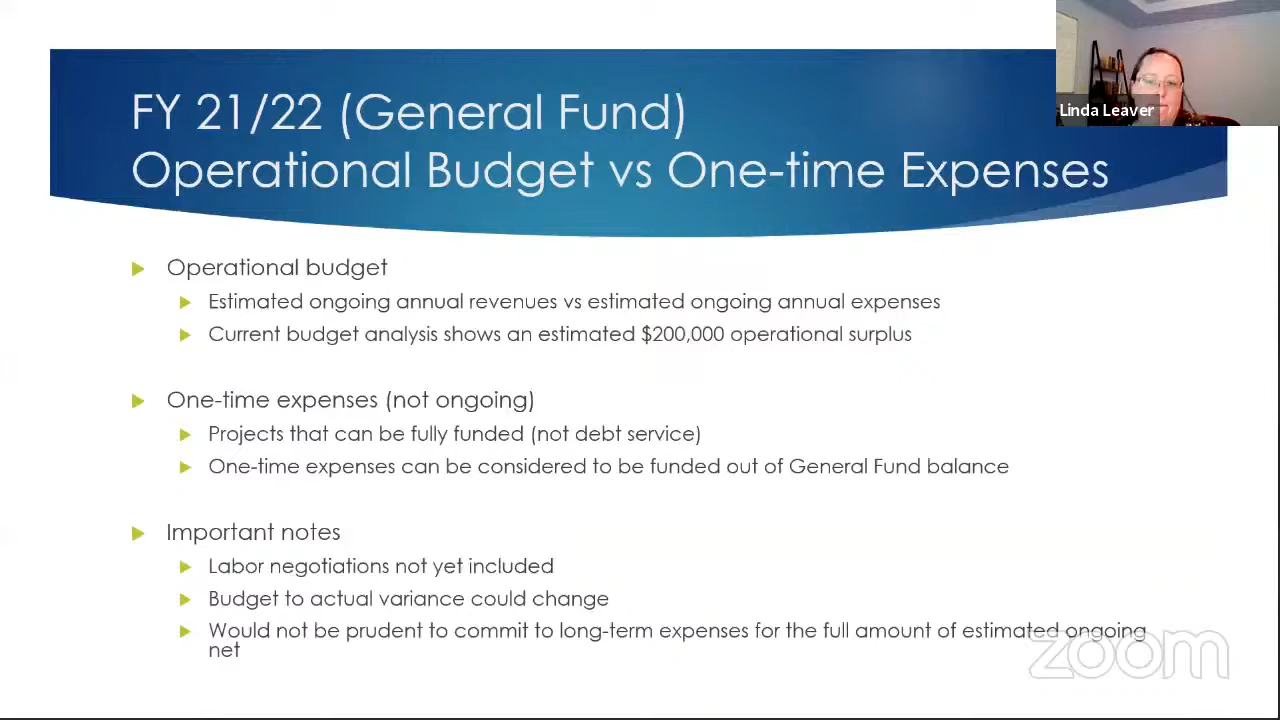 Linda Leaver
FY 21/22 (General Fund)
Operational Budget vs One-time Expenses
Operational budget
Estimated ongoing annual revenues vs estimated ongoing annual expenses
Current budget analysis shows an estimated $200,000 operational surplus
One-time expenses (not ongoing)
Projects that can be fully funded (not debt service)
One-time expenses can be considered to be funded out of General Fund balance
Important notes
Labor negotiations not yet included
Budget to actual variance could change
Would not be prudent to commit to long-term expenses for the full amount of estimated ongoing
net
zoom